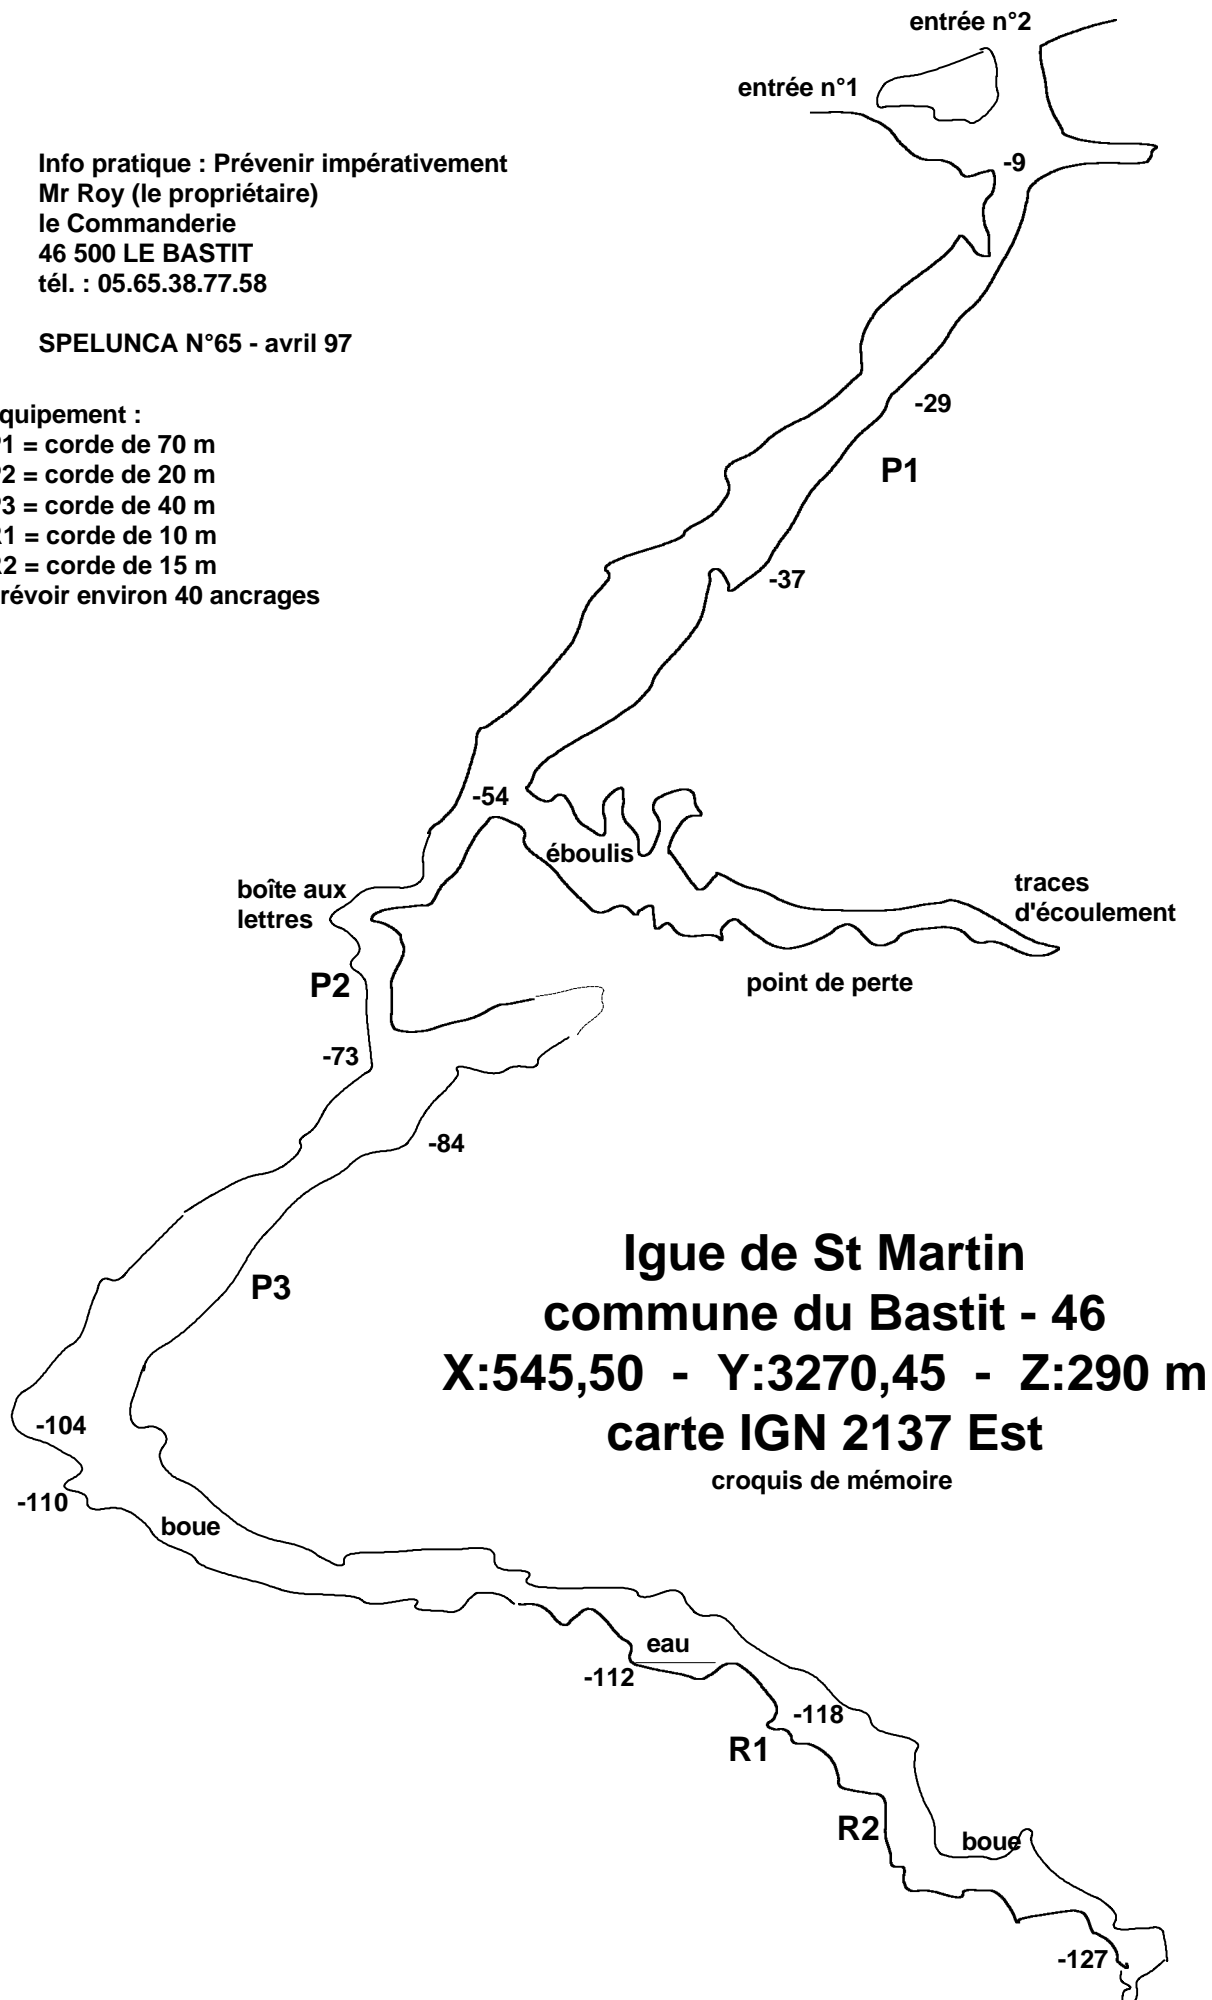 entrée n°2
entrée n°1
-9
Info pratique : Prévenir impérativement
Mr Roy (le propriétaire)
le Commanderie
46 500 LE BASTIT
tél. : 05.65.38.77.58
SPELUNCA N°65 - avril 97
quipement :
P1 = corde de 70 m
P2 = corde de 20 m
P3 = corde de 40 m
R1 = corde de 10 m
R2 = corde de 15 m
révoir environ 40 ancrages
-29
P1
-37
-54
éboulis
boîte aux
lettres
traces
d'écoulement
P2
point de perte
-73
-84
P3
Igue de St Martin
commune du Bastit - 46
X:545,50 - Y:3270,45 - Z:290 m
carte IGN 2137 Est
croquis de mémoire
-104
-110
boue
eau
-112
-118
R1
R2
boue
-127